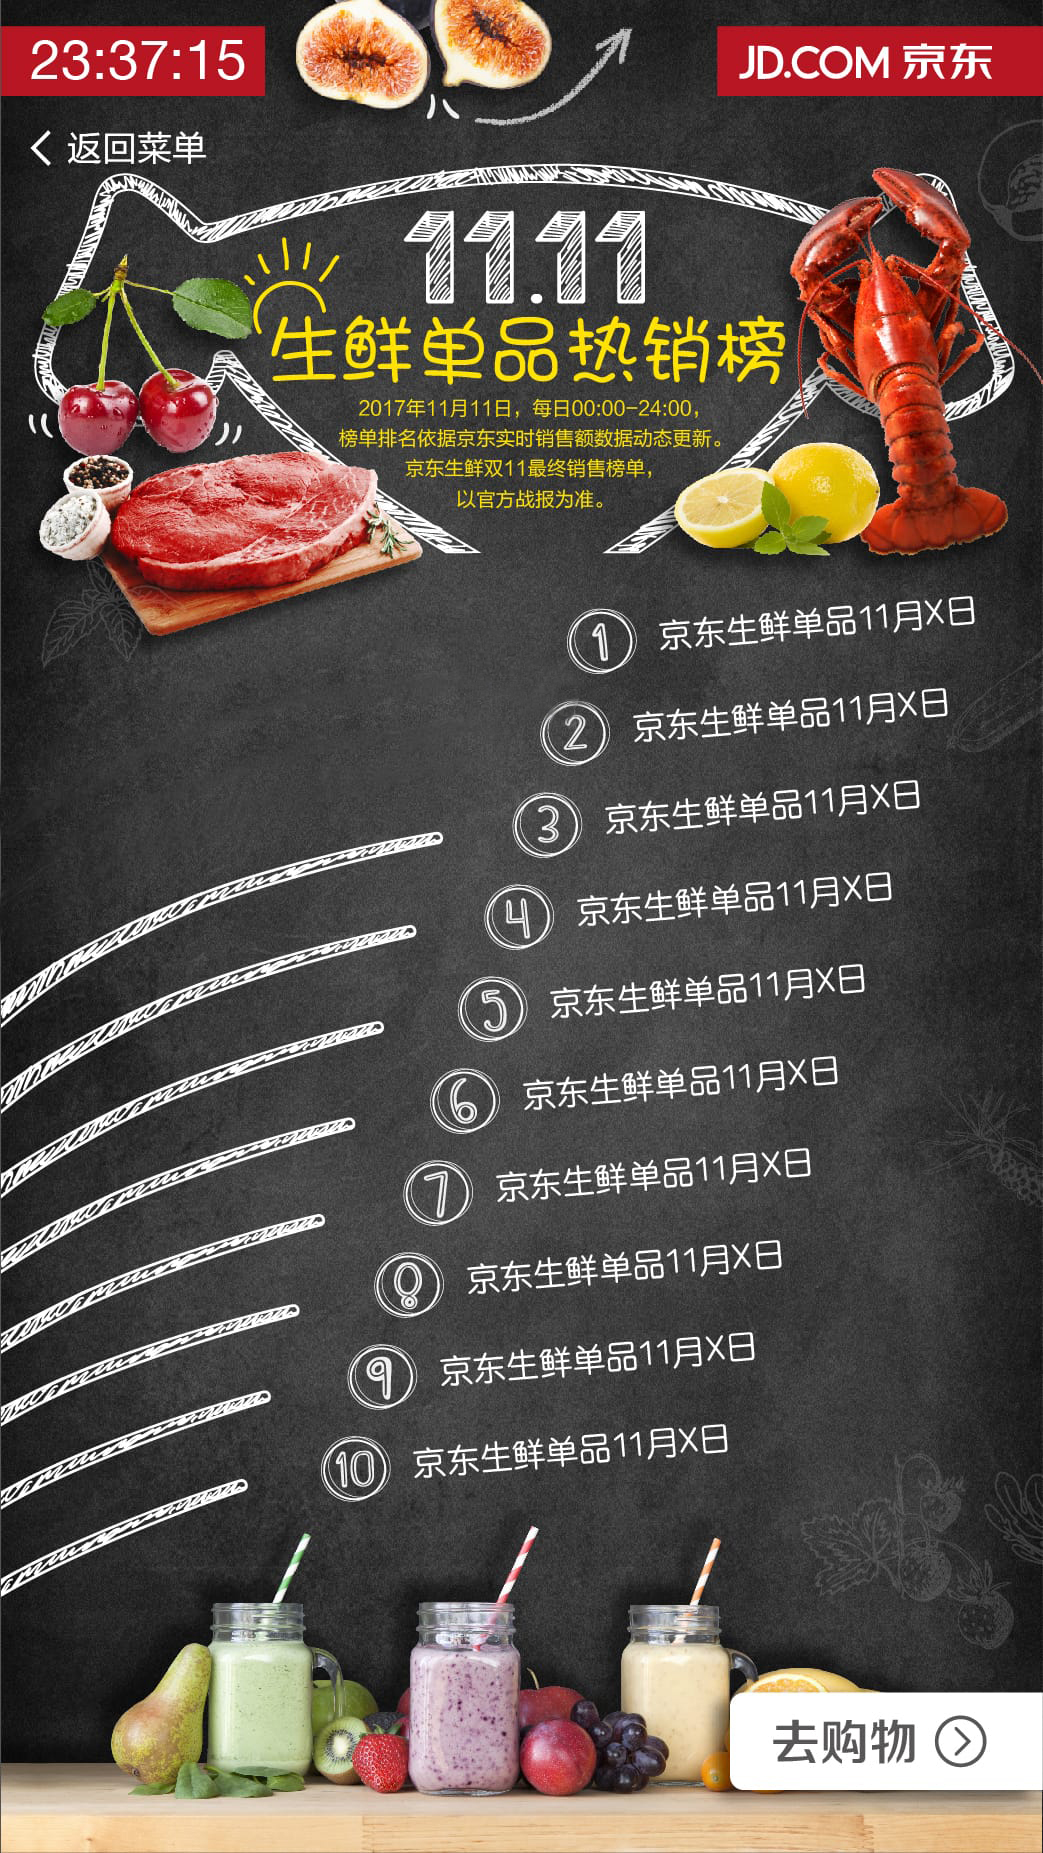 23:37:15
JD.COM 京东
返回菜单
11.11
生鲜单品热销榜
2017年11月11日，每日00:00-24:00，
榜单排名依据京东实时销售额数据动态更新。
京东生鲜双11最终销售榜单，
以官方战报为准。
1 京东生鲜单品11月X日
2 京东生鲜单品11月X日
3 京东生鲜单品11月X日
4 京东生鲜单品11月X日
5 京东生鲜单品11月X日
6 京东生鲜单品11月X日
7 京东生鲜单品11月X日
8 京东生鲜单品11月X日
9 京东生鲜单品11月X日
10 京东生鲜单品11月X日
去购物